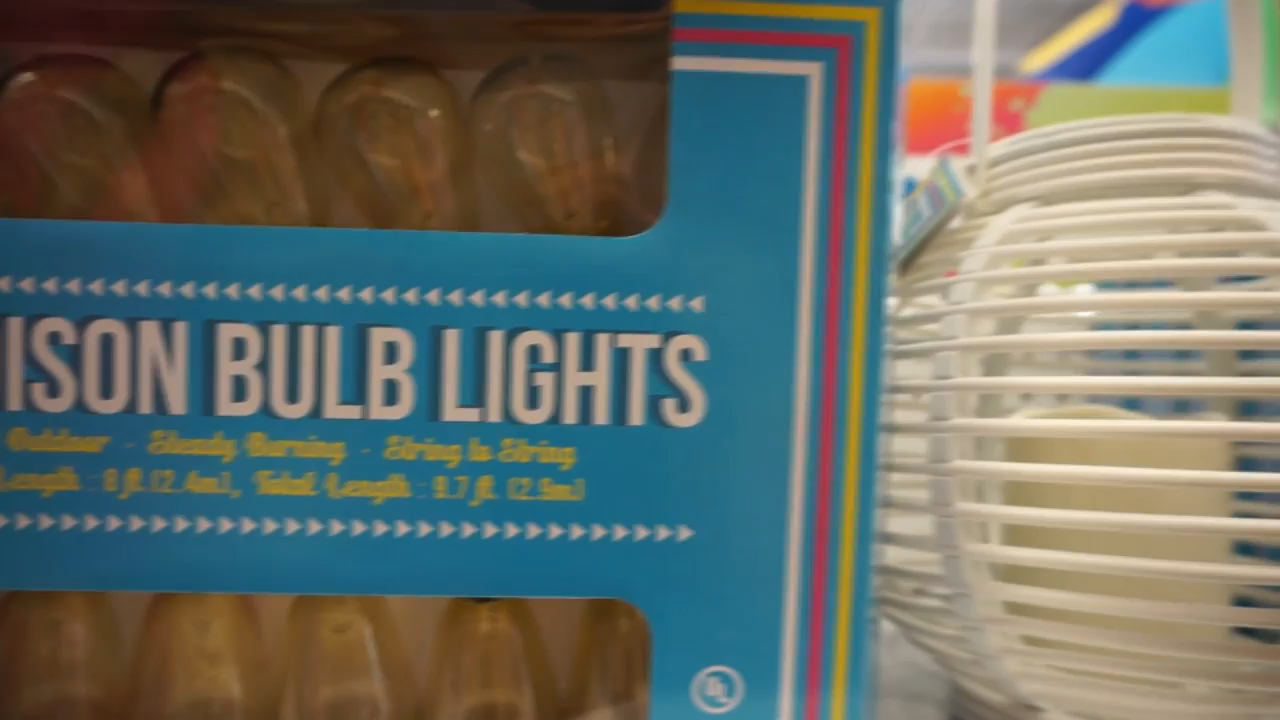 ISON BULB LIGHTS
Outdoor - Steady Burning - String to String
Length : 8 ft. (2.4m), Total Length : 9.7 ft. (2.9m)
UL